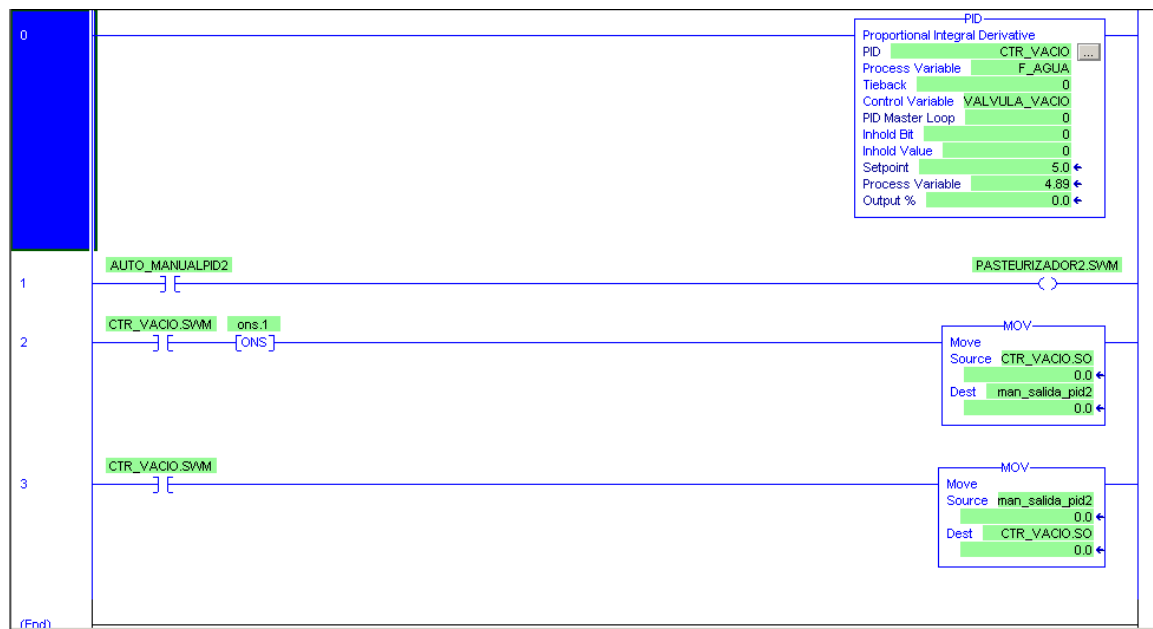 PID
0
Proportional Integral Derivative
PID CTR_VACIO ...
Process Variable F_AGUA
Tieback 0
Control Variable VALVULA_VACIO
PID Master Loop 0
Inhold Bit 0
Inhold Value 0
Setpoint 5.0
Process Variable 4.89
Output % 0.0
AUTO_MANUALPID2 PASTEURIZADOR2.SWM
1
CTR_VACIO.SWM ons.1 MOV
2 ONS Move
Source CTR_VACIO.SO
0.0
Dest man_salida_pid2
0.0
CTR_VACIO.SWM MOV
3 Move
Source man_salida_pid2
0.0
Dest CTR_VACIO.SO
0.0
(End)